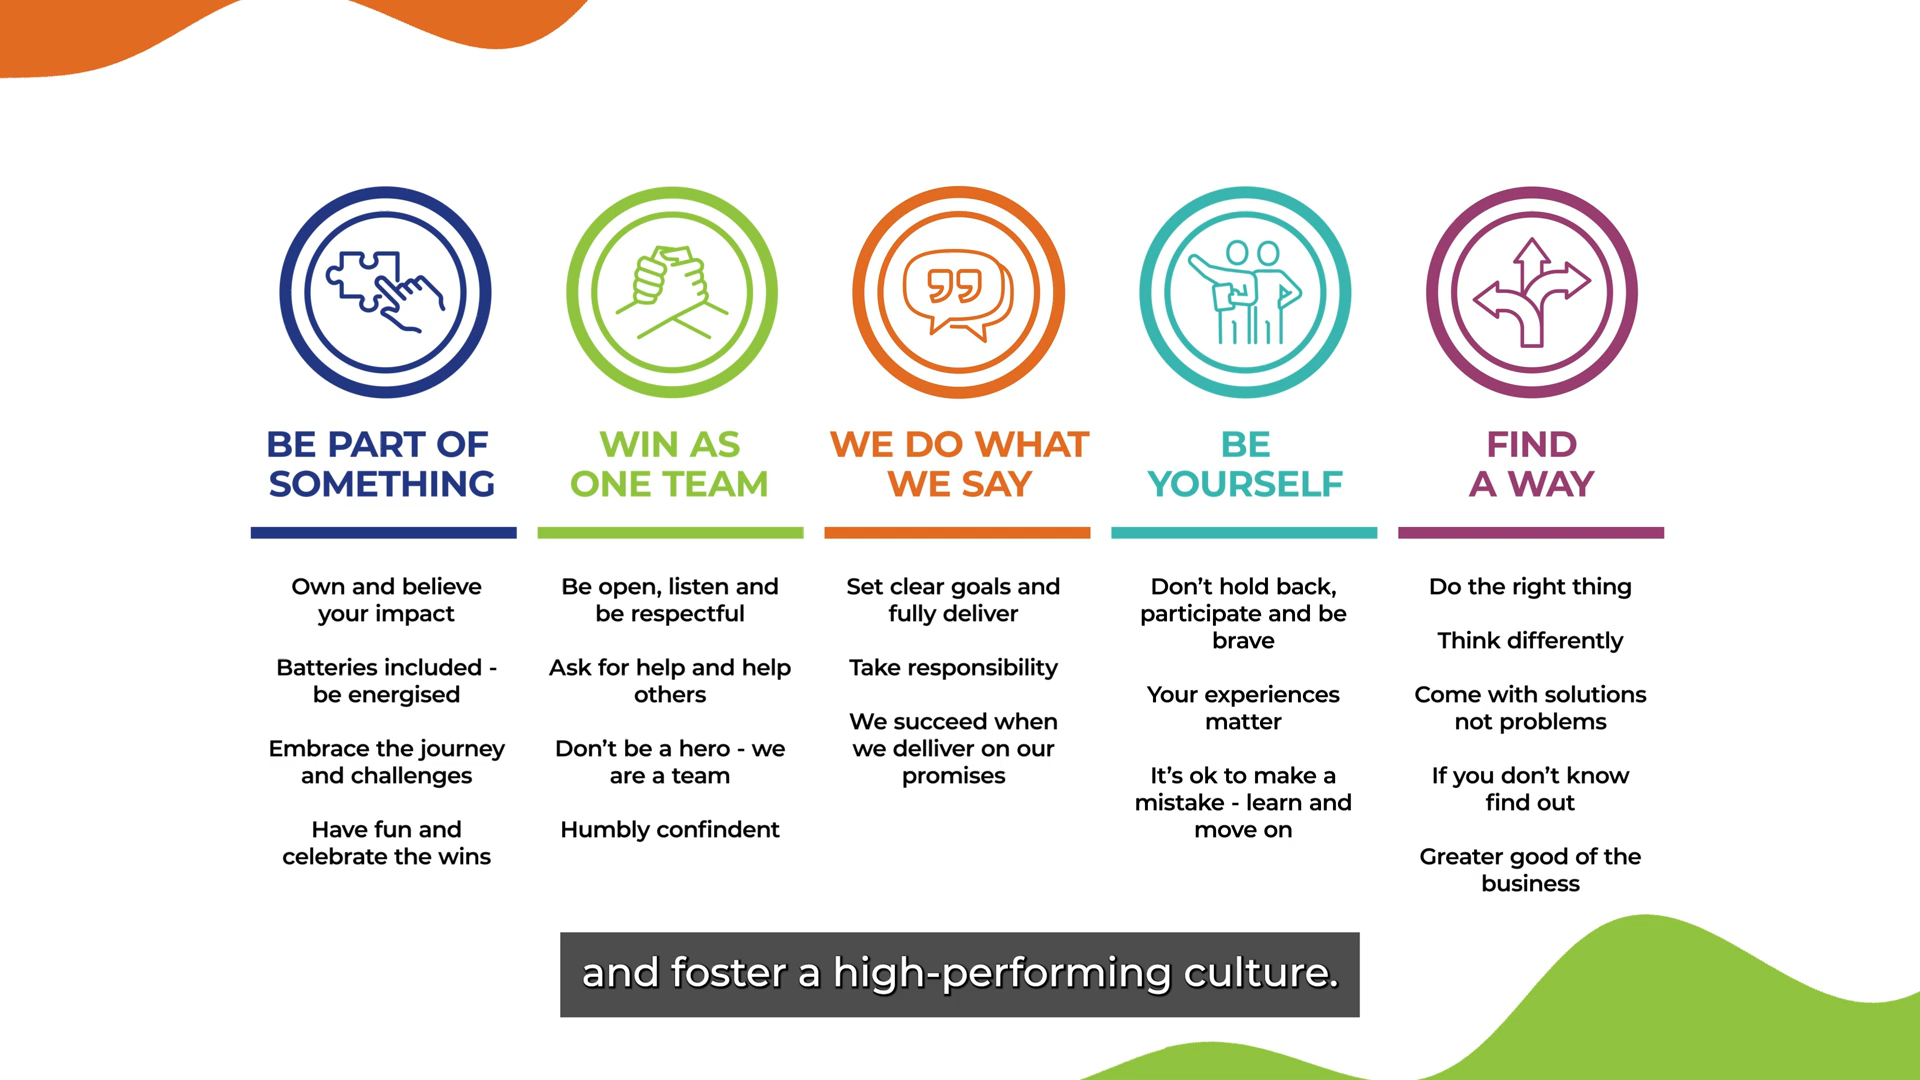 BE PART OF
SOMETHING
Own and believe
your impact
Batteries included -
be energised
Embrace the journey
and challenges
Have fun and
celebrate the wins
WIN AS
ONE TEAM
Be open, listen and
be respectful
Ask for help and help
others
Don’t be a hero - we
are a team
Humbly confindent
WE DO WHAT
WE SAY
Set clear goals and
fully deliver
Take responsibility
We succeed when
we delliver on our
promises
BE
YOURSELF
Don’t hold back,
participate and be
brave
Your experiences
matter
It’s ok to make a
mistake - learn and
move on
FIND
A WAY
Do the right thing
Think differently
Come with solutions
not problems
If you don’t know
find out
Greater good of the
business
and foster a high-performing culture.